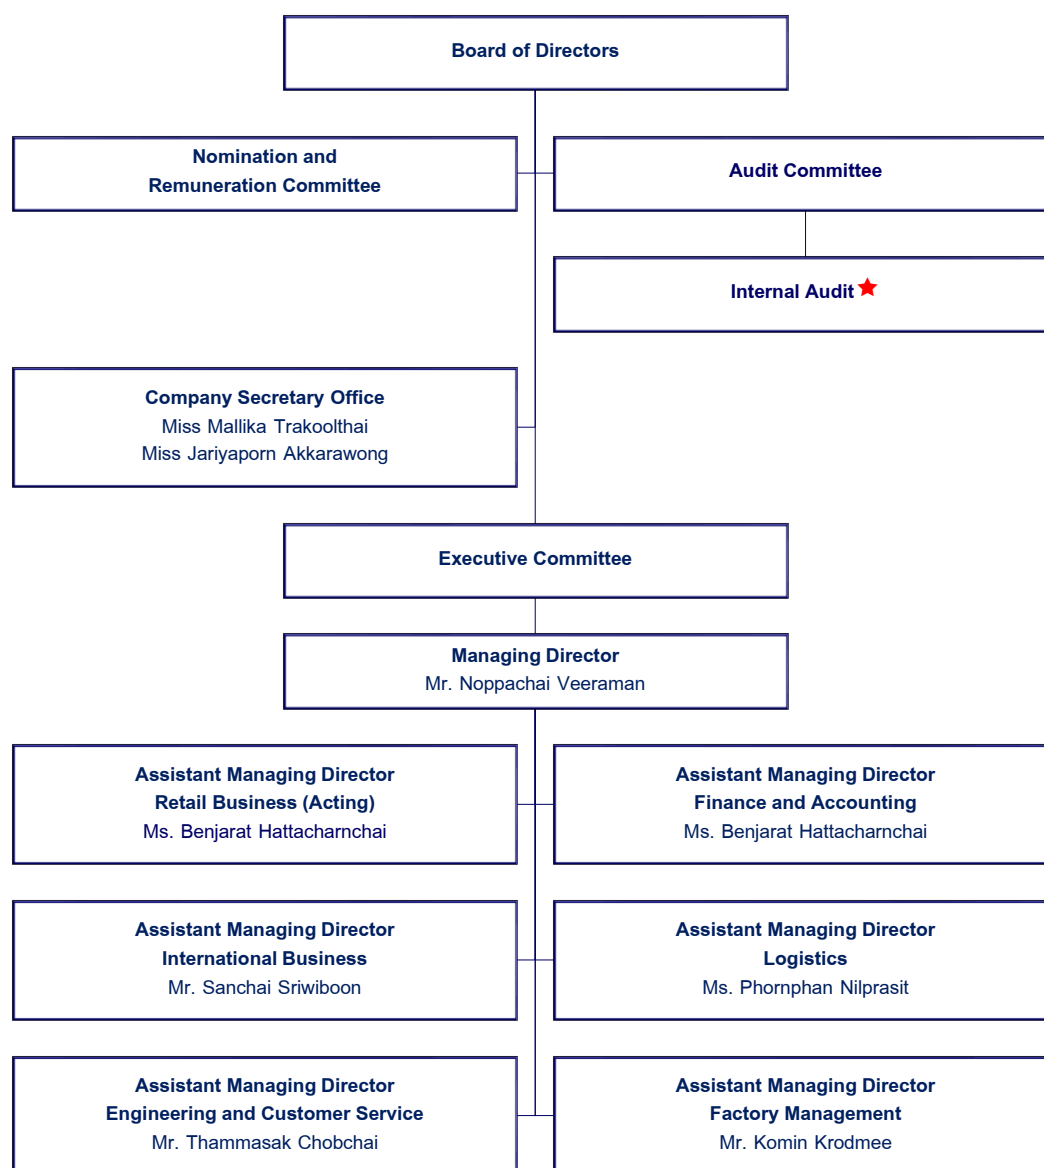 Board of Directors
Nomination and
Remuneration Committee
Audit Committee
Internal Audit
Company Secretary Office
Miss Mallika Trakoolthai
Miss Jariyaporn Akkarawong
Executive Committee
Managing Director
Mr. Noppachai Veeraman
Assistant Managing Director
Retail Business (Acting)
Ms. Benjarat Hattacharnchai
Assistant Managing Director
Finance and Accounting
Ms. Benjarat Hattacharnchai
Assistant Managing Director
International Business
Mr. Sanchai Sriwiboon
Assistant Managing Director
Logistics
Ms. Phornphan Nilprasit
Assistant Managing Director
Engineering and Customer Service
Mr. Thammasak Chobchai
Assistant Managing Director
Factory Management
Mr. Komin Krodmee